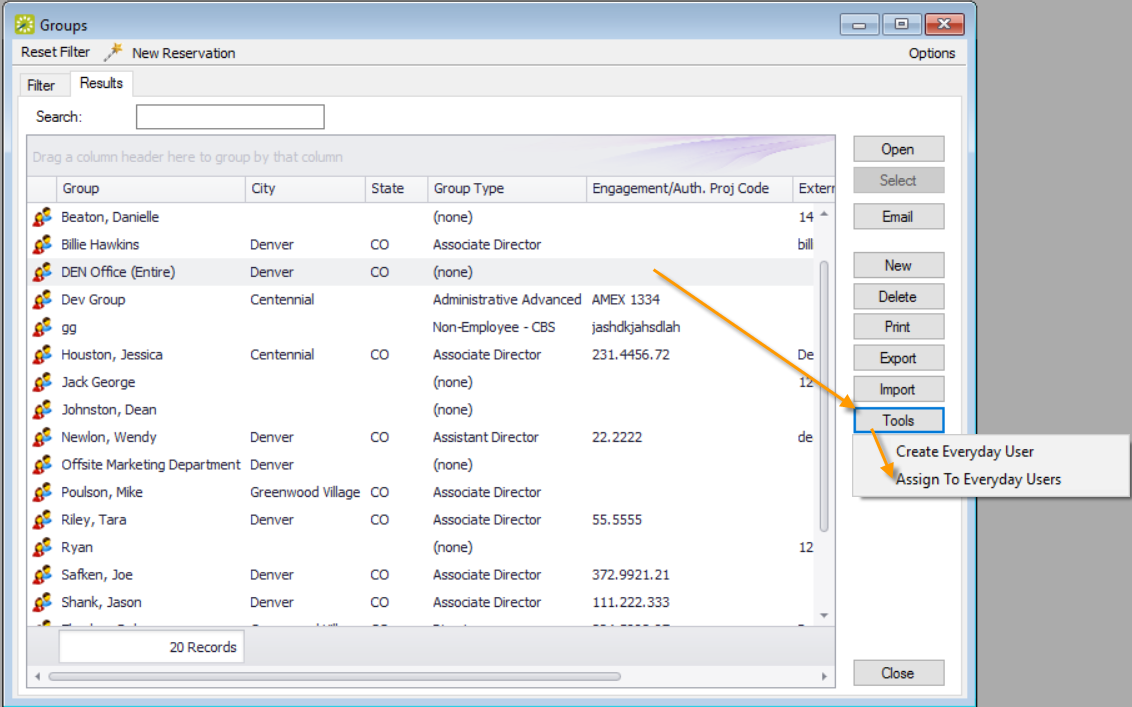 Groups
Reset Filter New Reservation Options
Filter Results
Search:
Drag a column header here to group by that column
Group City State Group Type Engagement/Auth. Proj Code Extern
Beaton, Danielle (none) 14
Billie Hawkins Denver CO Associate Director bill
DEN Office (Entire) Denver CO (none)
Dev Group Centennial Administrative Advanced AMEX 1334
gg Non-Employee - CBS jashdkjahsdlah
Houston, Jessica Centennial CO Associate Director 231.4456.72 De
Jack George (none) 12
Johnston, Dean (none)
Newlon, Wendy Denver CO Assistant Director 22.2222 de
Offsite Marketing Department Denver (none)
Poulson, Mike Greenwood Village CO Associate Director
Riley, Tara Denver CO Associate Director 55.5555
Ryan (none) 12
Safken, Joe Denver CO Associate Director 372.9921.21
Shank, Jason Denver CO Associate Director 111.222.333
20 Records
Open
Select
Email
New
Delete
Print
Export
Import
Tools
Create Everyday User
Assign To Everyday Users
Close